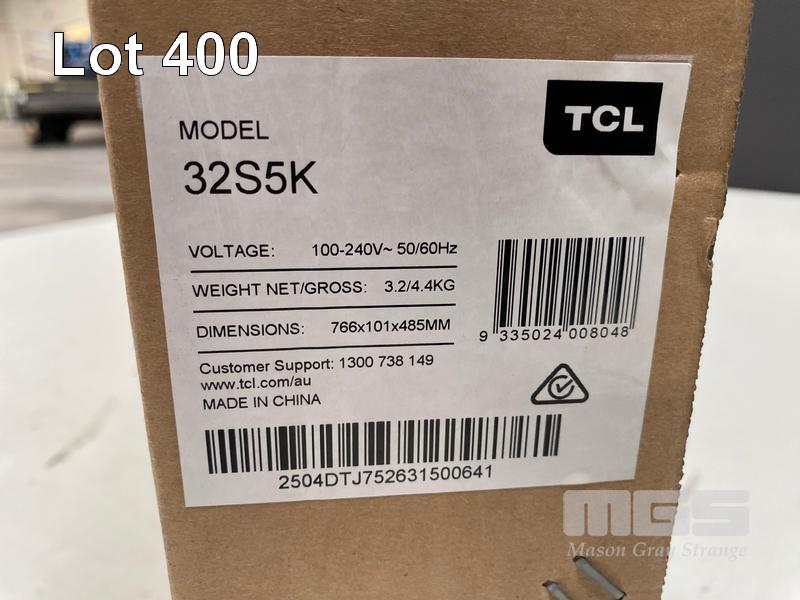 Lot 400
TCL
MODEL
32S5K
VOLTAGE: 100-240V~ 50/60Hz
WEIGHT NET/GROSS: 3.2/4.4KG
DIMENSIONS: 766x101x485MM
9 335024 008048
Customer Support: 1300 738 149
www.tcl.com/au
MADE IN CHINA
2504DTJ752631500641
MGS
Mason Gray Strange